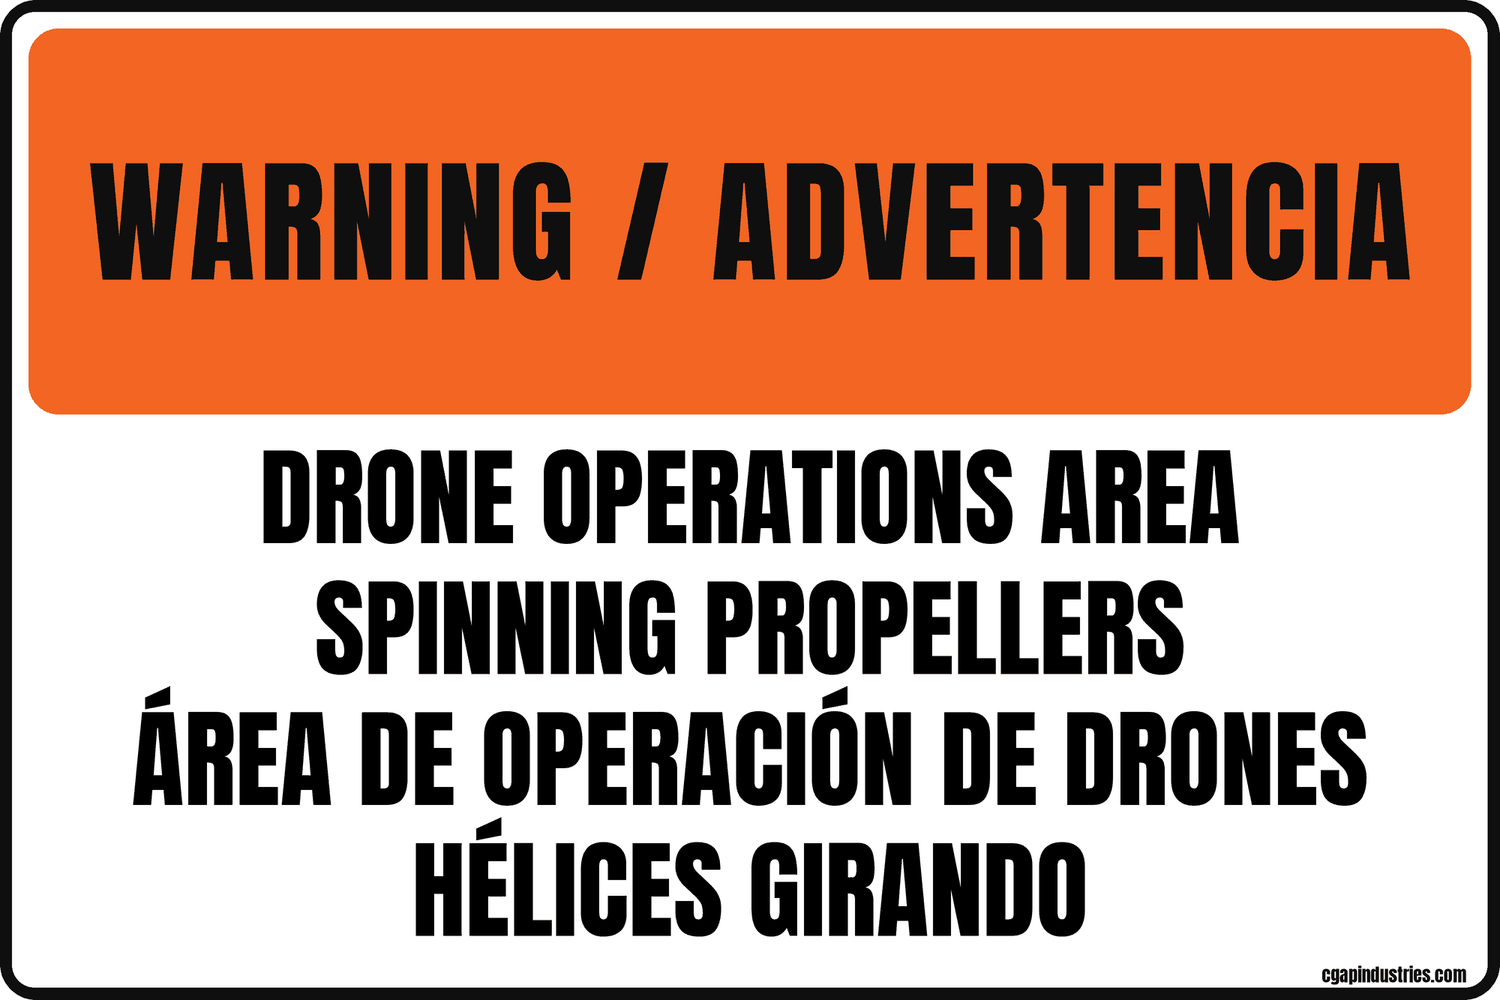 WARNING / ADVERTENCIA
DRONE OPERATIONS AREA
SPINNING PROPELLERS
ÁREA DE OPERACIÓN DE DRONES
HÉLICES GIRANDO
cgapindustries.com